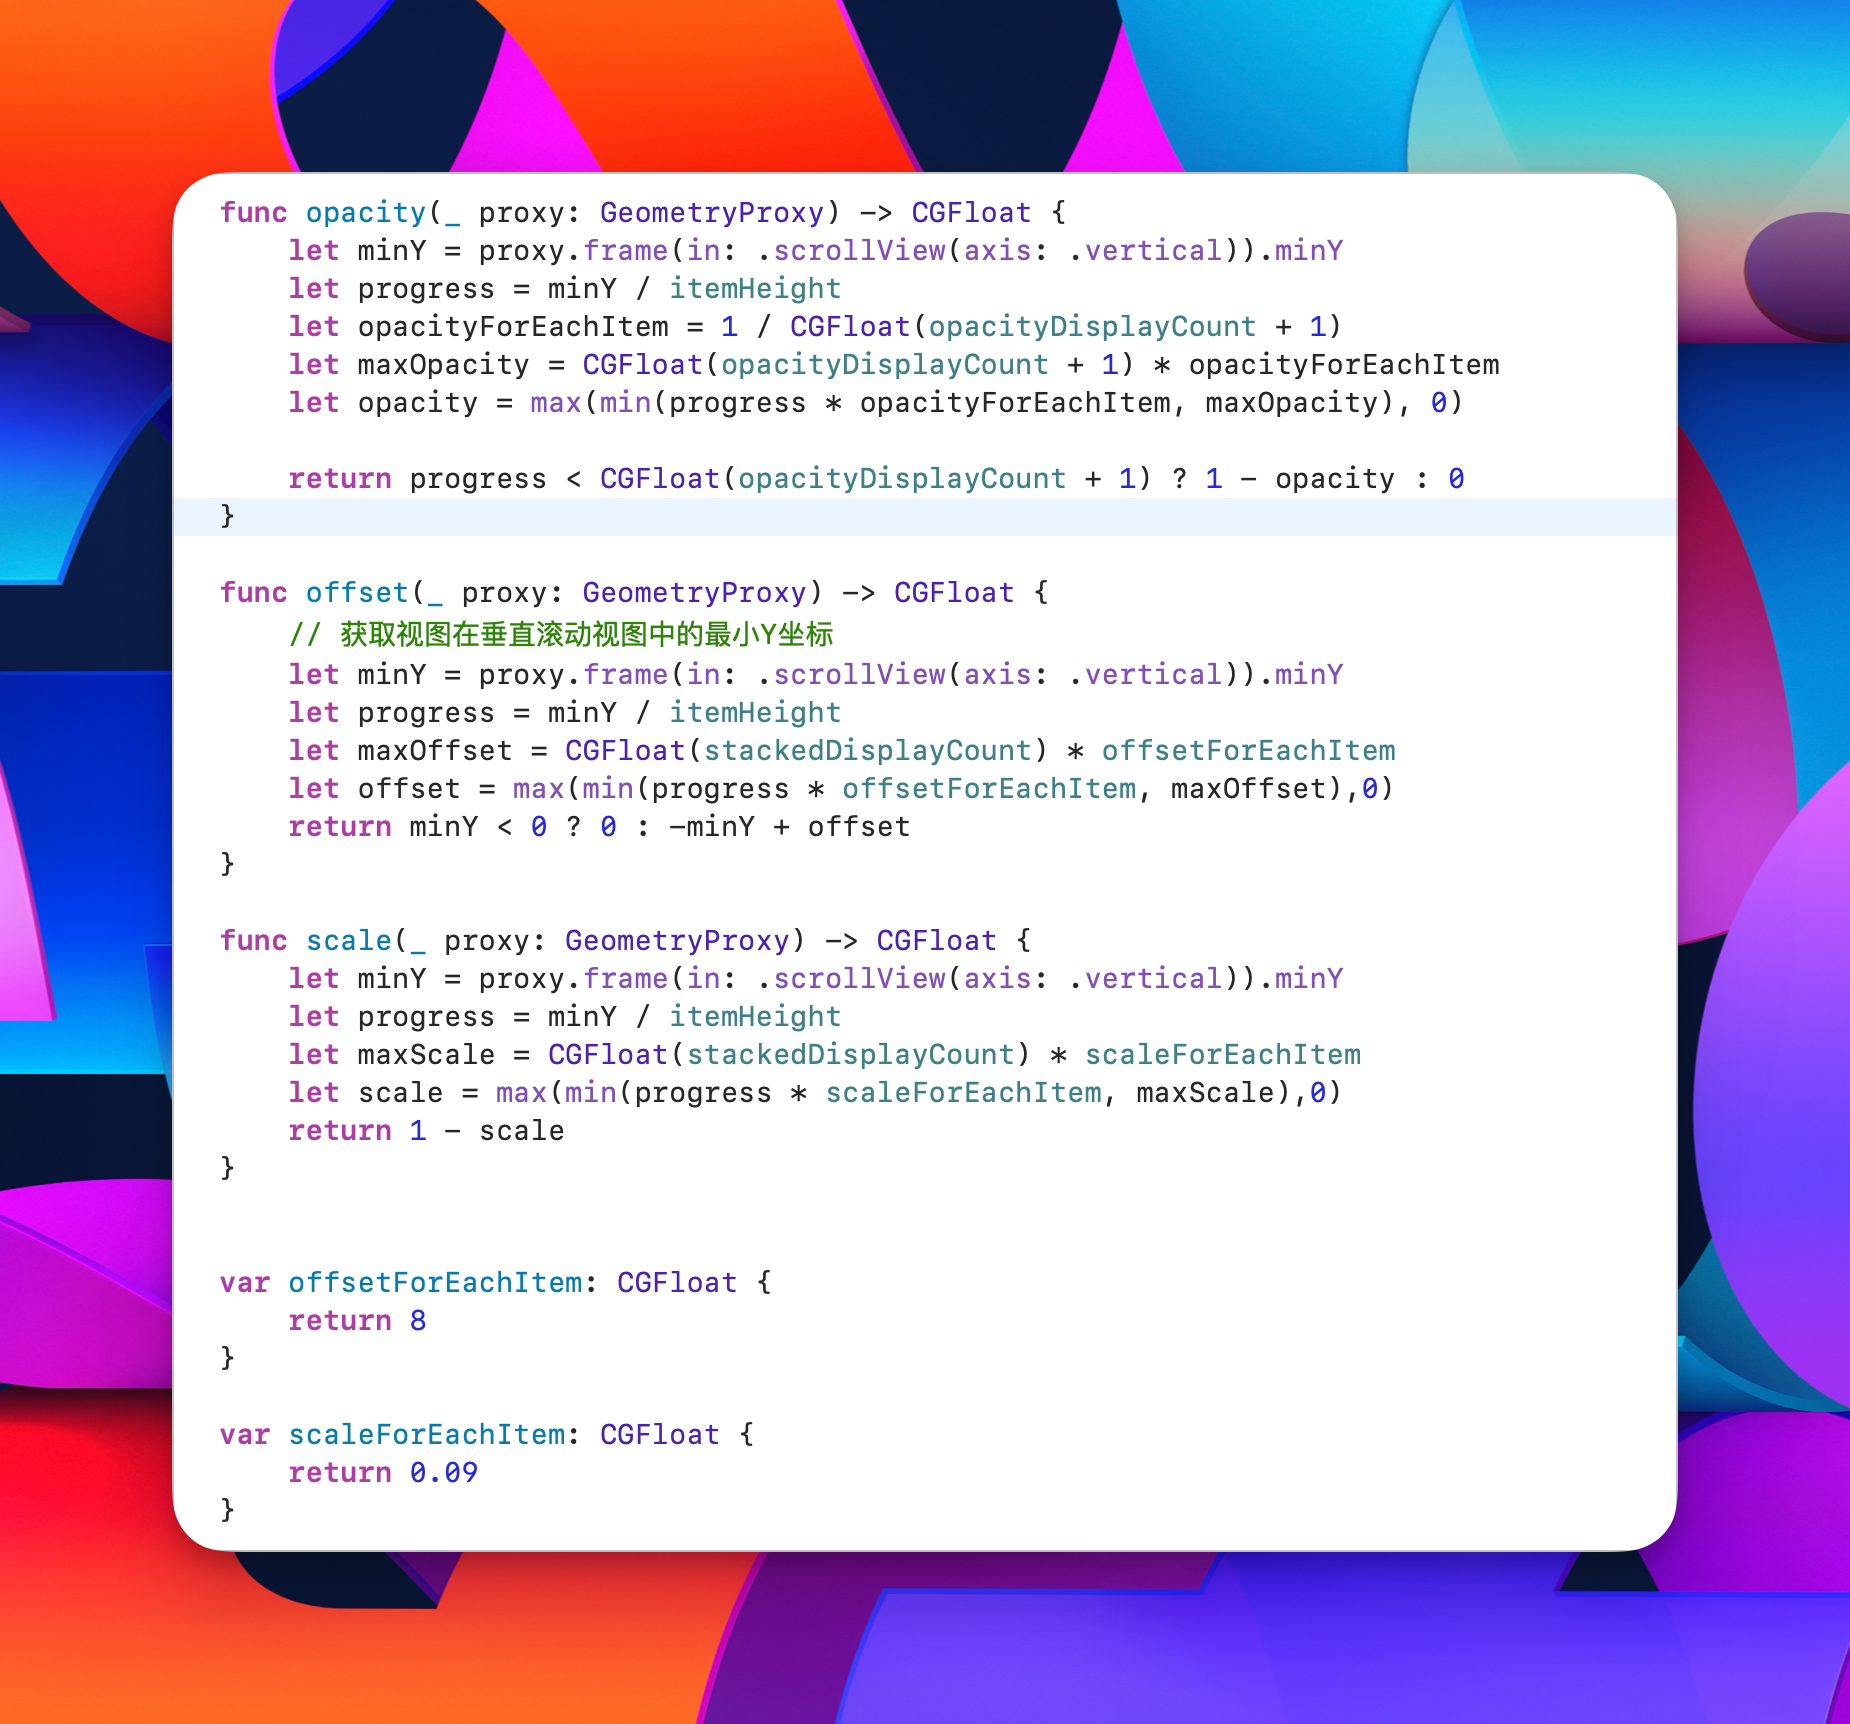 func opacity(_ proxy: GeometryProxy) -> CGFloat {
    let minY = proxy.frame(in: .scrollView(axis: .vertical)).minY
    let progress = minY / itemHeight
    let opacityForEachItem = 1 / CGFloat(opacityDisplayCount + 1)
    let maxOpacity = CGFloat(opacityDisplayCount + 1) * opacityForEachItem
    let opacity = max(min(progress * opacityForEachItem, maxOpacity), 0)
    return progress < CGFloat(opacityDisplayCount + 1) ? 1 - opacity : 0
}
func offset(_ proxy: GeometryProxy) -> CGFloat {
    // 获取视图在垂直滚动视图中的最小Y坐标
    let minY = proxy.frame(in: .scrollView(axis: .vertical)).minY
    let progress = minY / itemHeight
    let maxOffset = CGFloat(stackedDisplayCount) * offsetForEachItem
    let offset = max(min(progress * offsetForEachItem, maxOffset),0)
    return minY < 0 ? 0 : -minY + offset
}
func scale(_ proxy: GeometryProxy) -> CGFloat {
    let minY = proxy.frame(in: .scrollView(axis: .vertical)).minY
    let progress = minY / itemHeight
    let maxScale = CGFloat(stackedDisplayCount) * scaleForEachItem
    let scale = max(min(progress * scaleForEachItem, maxScale),0)
    return 1 - scale
}
var offsetForEachItem: CGFloat {
    return 8
}
var scaleForEachItem: CGFloat {
    return 0.09
}